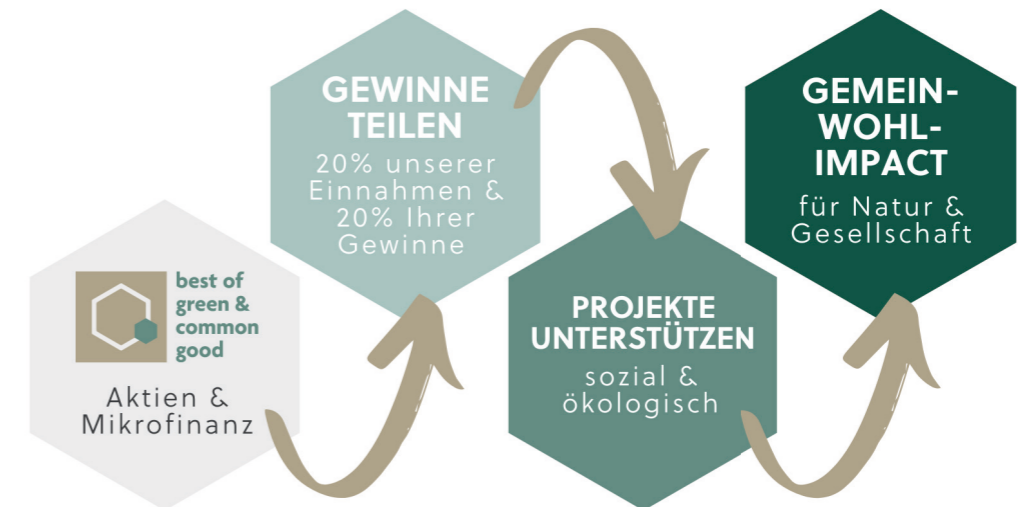 best of
green &
common
good
Aktien &
Mikrofinanz
GEWINNE
TEILEN
20% unserer
Einnahmen &
20% Ihrer
Gewinne
PROJEKTE
UNTERSTÜTZEN
sozial &
ökologisch
GEMEIN-
WOHL-
IMPACT
für Natur &
Gesellschaft